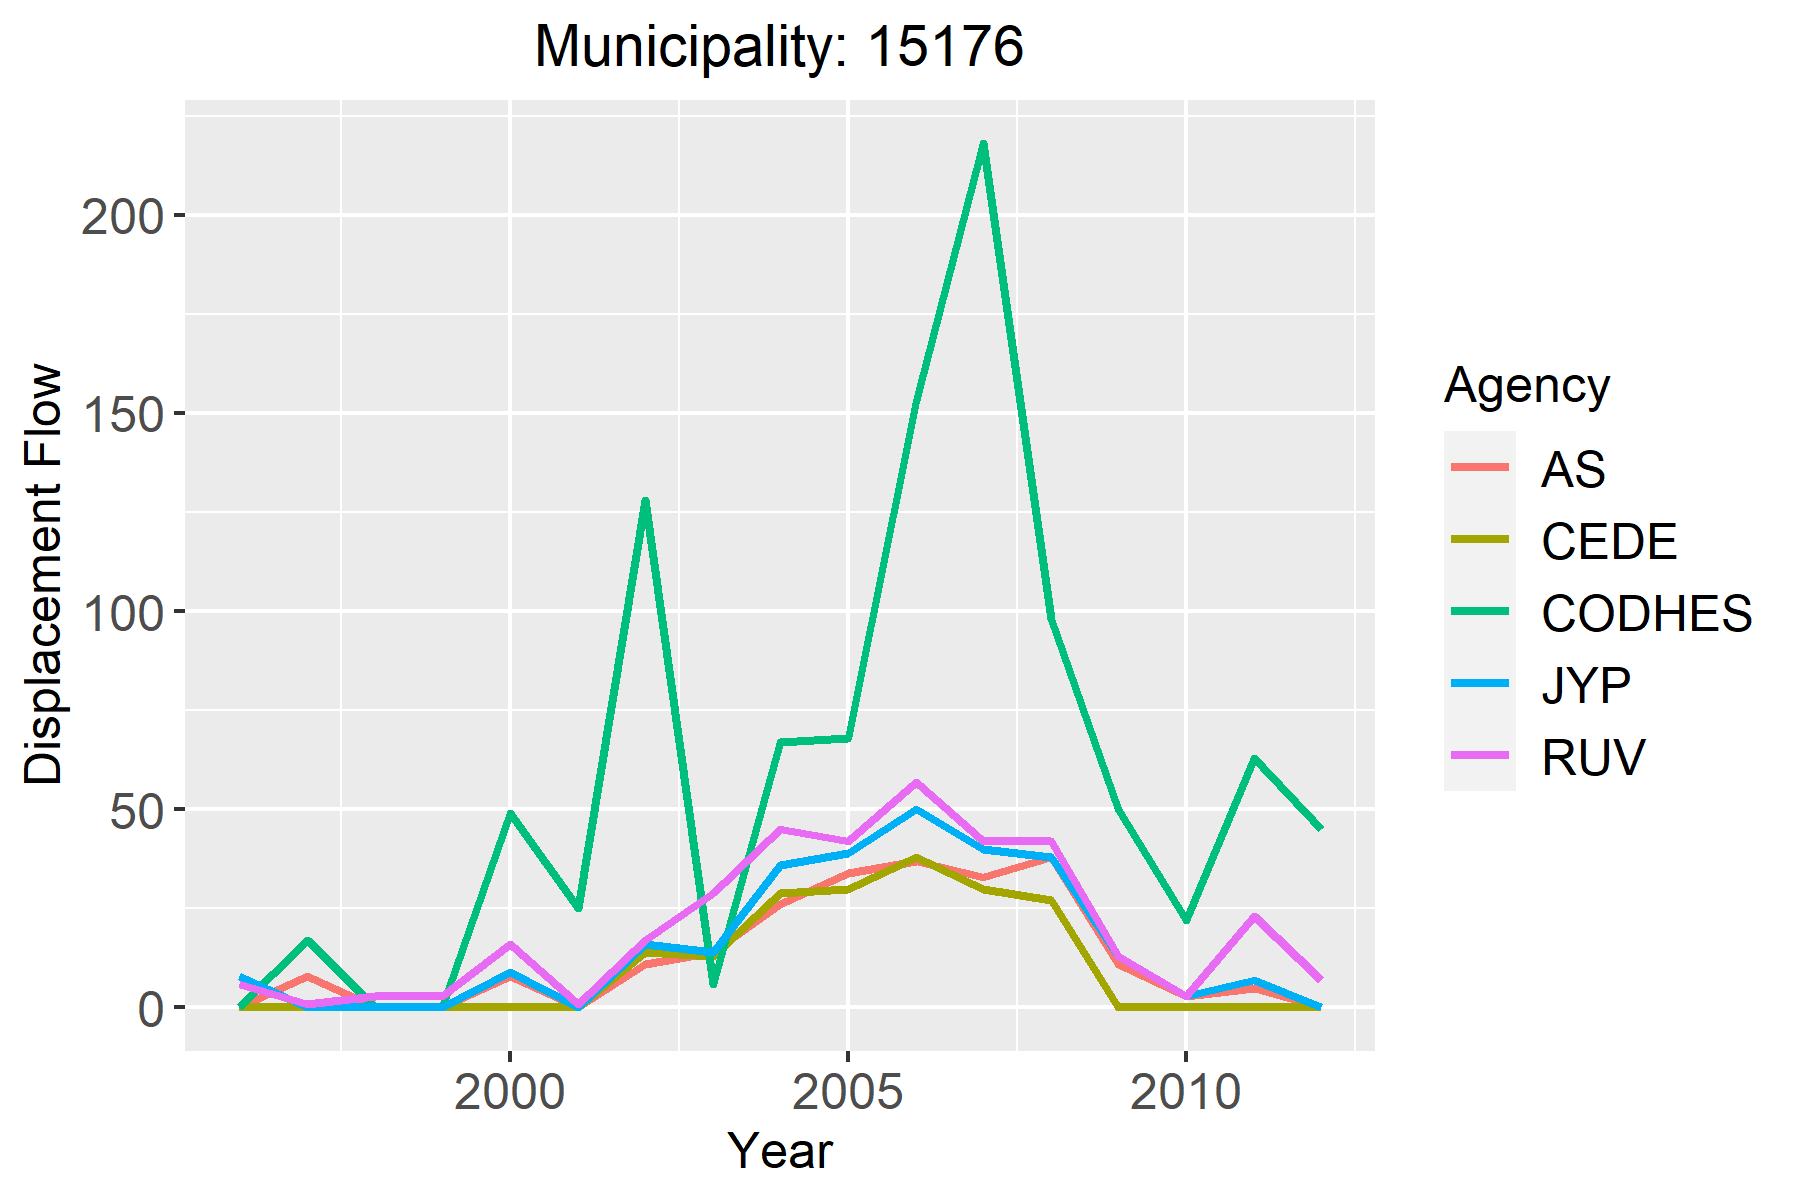 Municipality: 15176
Displacement Flow
200
150
100
50
0
2000 2005 2010
Year
Agency
AS
CEDE
CODHES
JYP
RUV